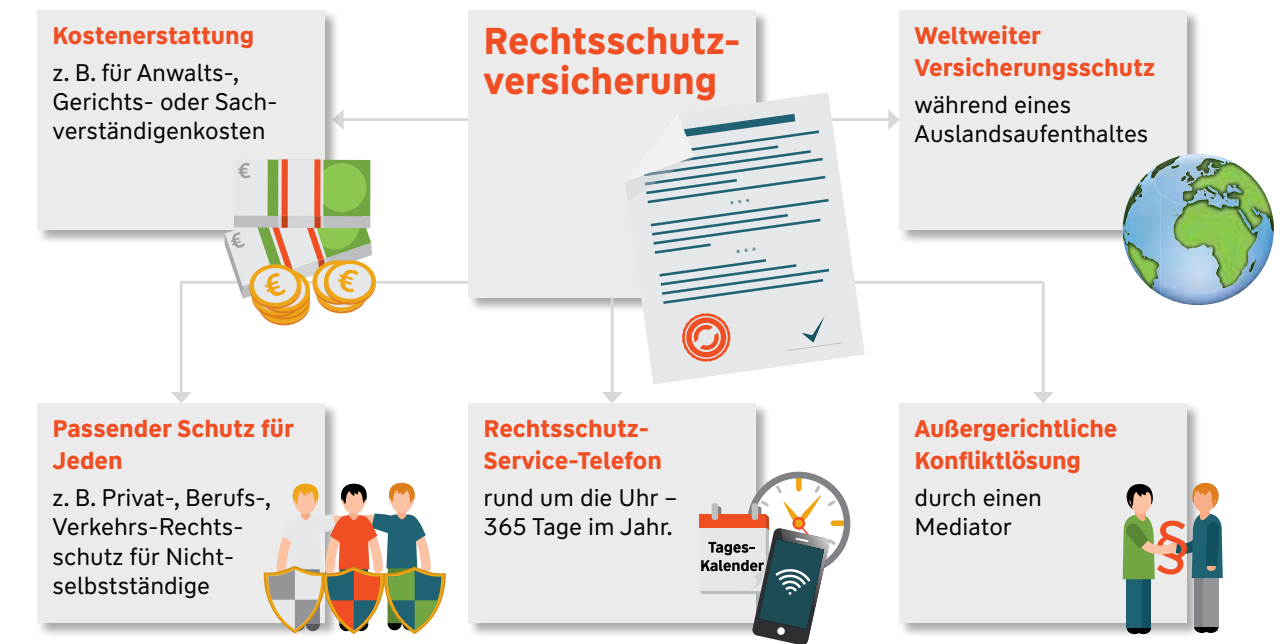 Kostenerstattung
z. B. für Anwalts-,
Gerichts- oder Sach-
verständigenkosten
€
€
€
€
Rechtsschutz-
versicherung
Weltweiter
Versicherungsschutz
während eines
Auslandsaufenthaltes
Passender Schutz für
Jeden
z. B. Privat-, Berufs-,
Verkehrs-Rechts-
schutz für Nicht-
selbstständige
Rechtsschutz-
Service-Telefon
rund um die Uhr –
365 Tage im Jahr.
Tages-
Kalender
Außergerichtliche
Konfliktlösung
durch einen
Mediator
§